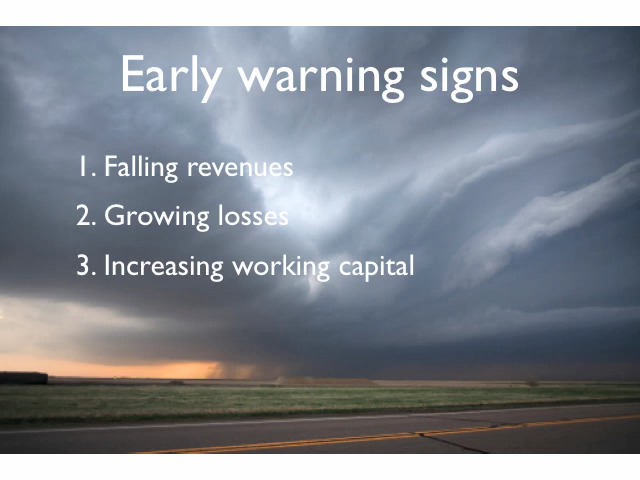 Early warning signs
1. Falling revenues
2. Growing losses
3. Increasing working capital